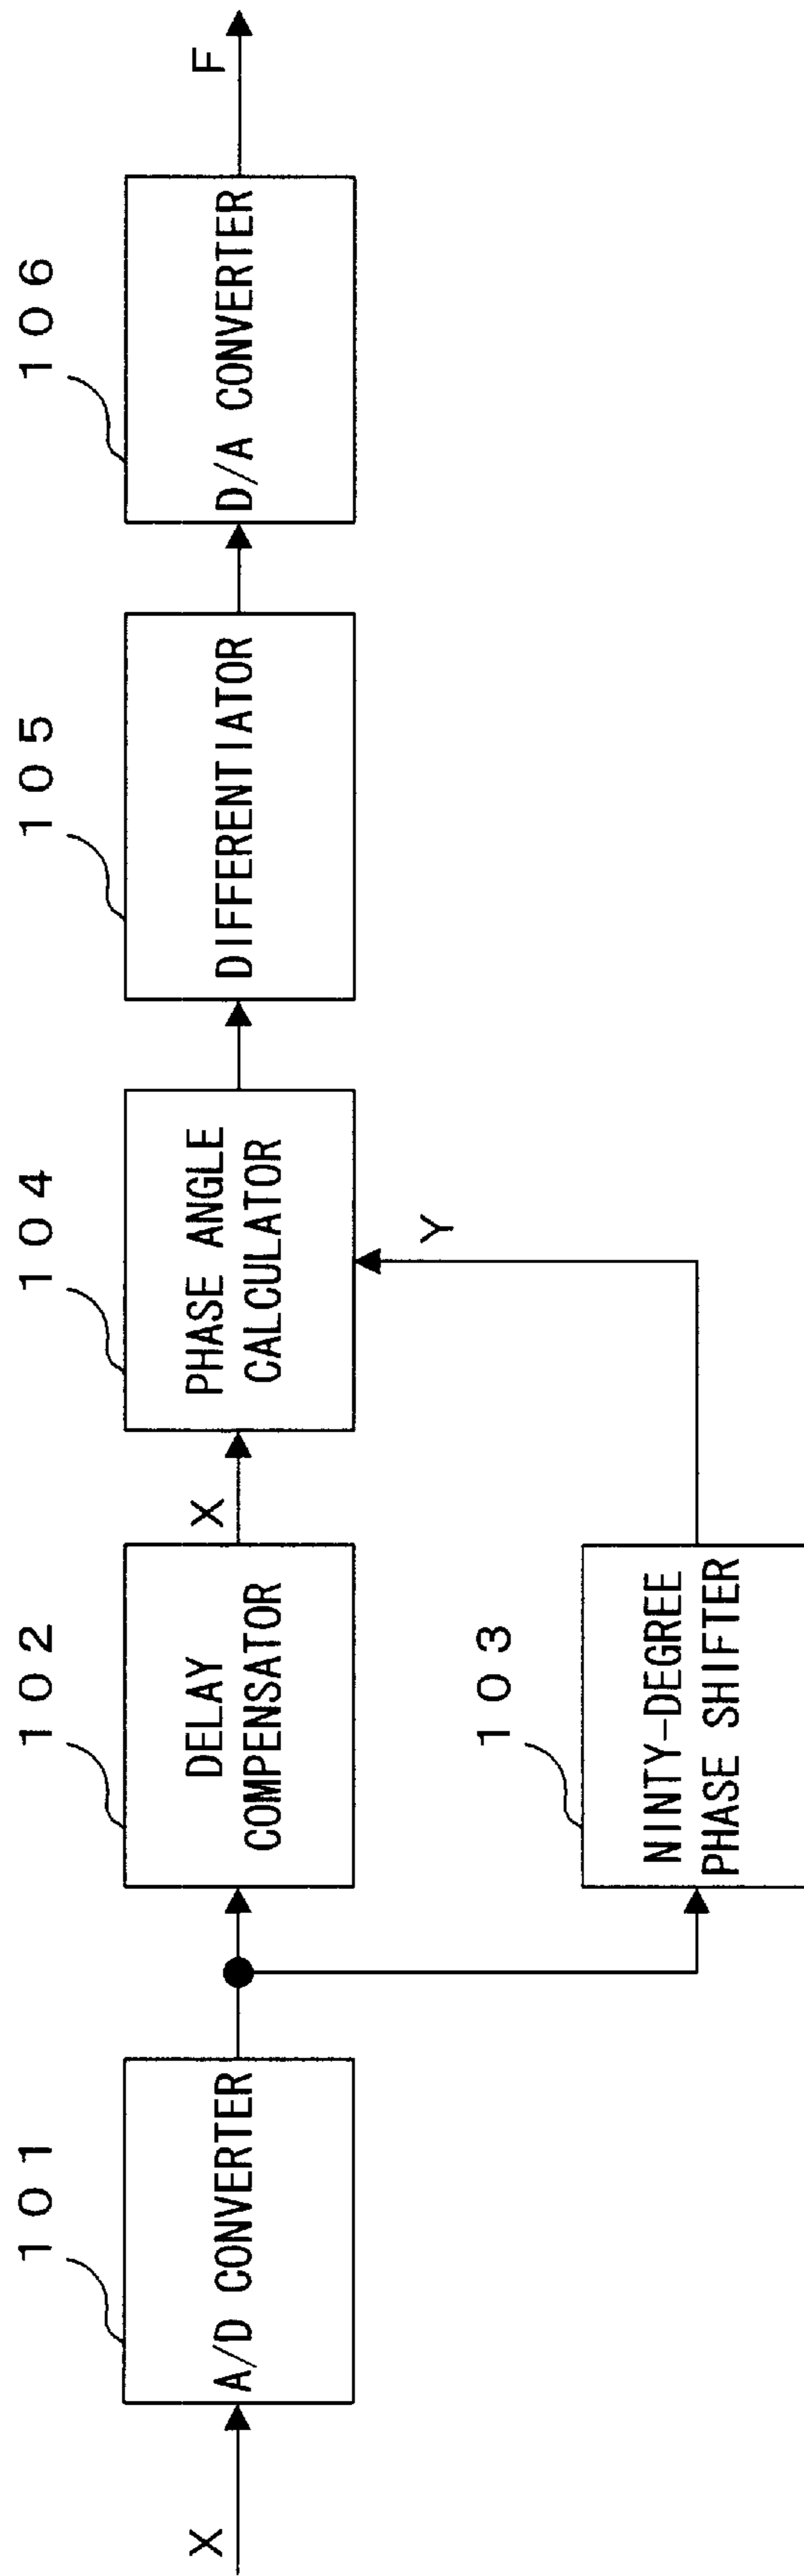 X
101
A/D CONVERTER
102
DELAY
COMPENSATOR
X
103
NINTY-DEGREE
PHASE SHIFTER
Y
104
PHASE ANGLE
CALCULATOR
105
DIFFERENTIATOR
106
D/A CONVERTER
F